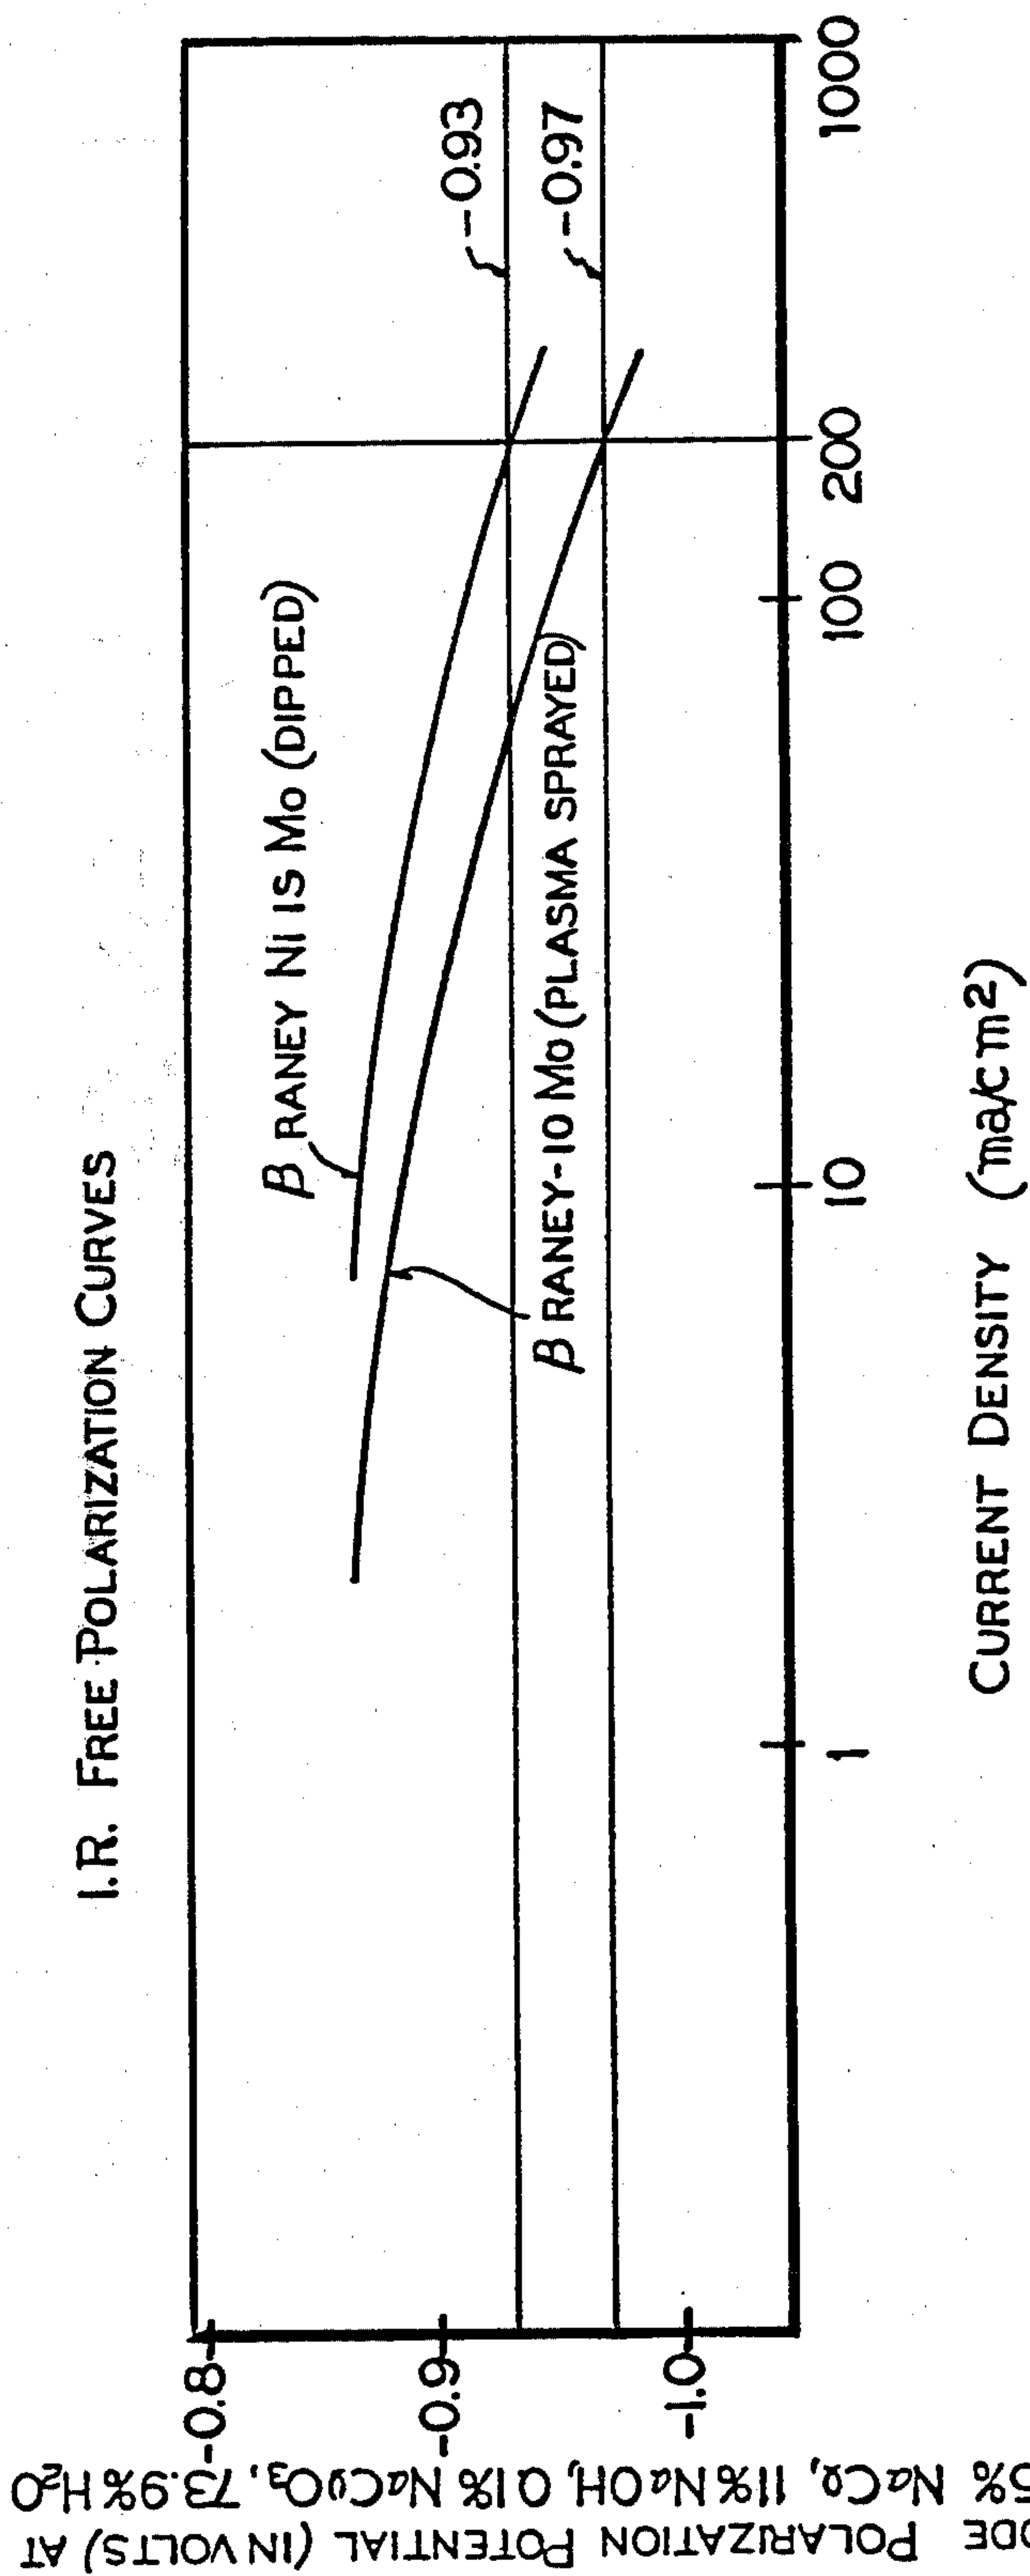 I.R. FREE POLARIZATION CURVES
β RANEY Ni IS Mo (DIPPED)
-0.93
-0.97
β RANEY-10 Mo (PLASMA SPRAYED)
-0.8
-0.9
-1.0
1
10
100
200
1000
CURRENT DENSITY (ma/cm²)
POLARIZATION POTENTIAL (IN VOLTS) AT
5% NaCl, 11% NaOH, 0.1% NaClO₃, 73.9% H₂O